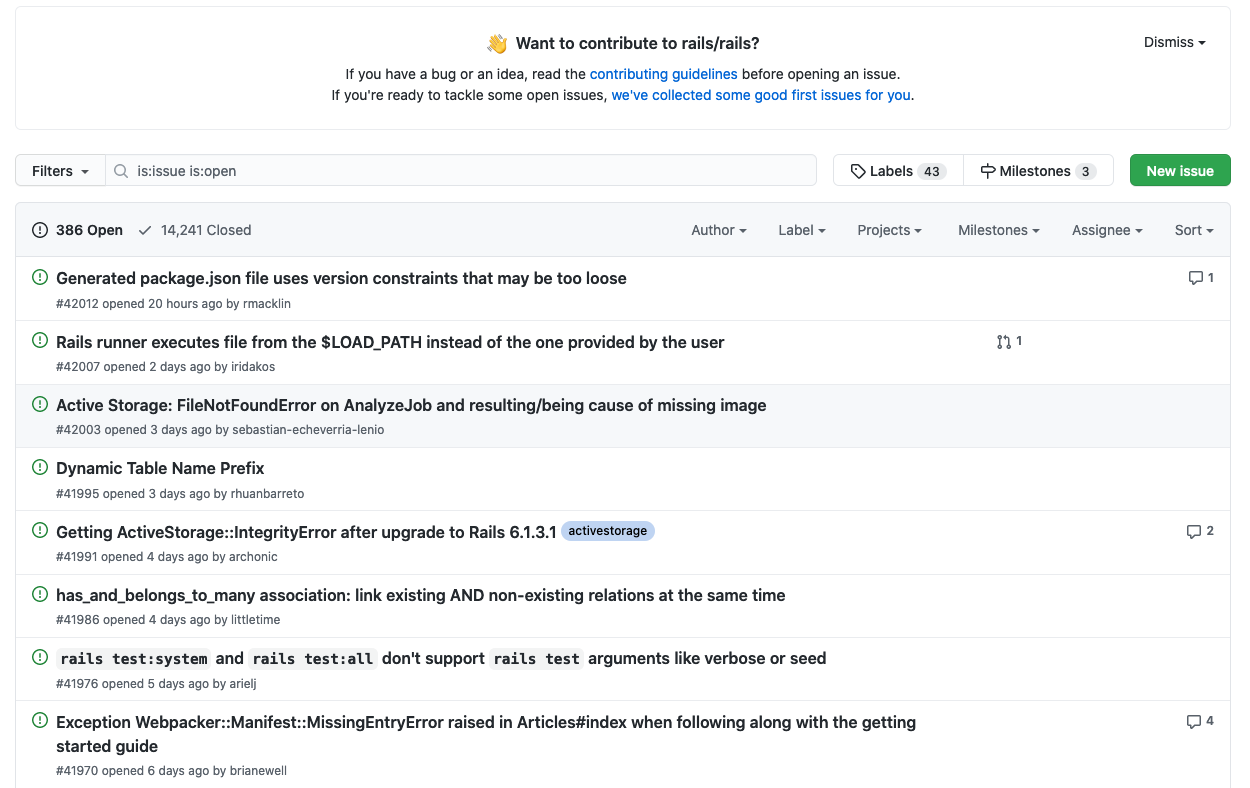 👋 Want to contribute to rails/rails?
Dismiss
If you have a bug or an idea, read the contributing guidelines before opening an issue.
If you're ready to tackle some open issues, we've collected some good first issues for you.
Filters
is:issue is:open
Labels 43
Milestones 3
New issue
386 Open
14,241 Closed
Author
Label
Projects
Milestones
Assignee
Sort
Generated package.json file uses version constraints that may be too loose
1
#42012 opened 20 hours ago by rmacklin
Rails runner executes file from the $LOAD_PATH instead of the one provided by the user
1
#42007 opened 2 days ago by iridakos
Active Storage: FileNotFoundError on AnalyzeJob and resulting/being cause of missing image
#42003 opened 3 days ago by sebastian-echeverria-lenio
Dynamic Table Name Prefix
#41995 opened 3 days ago by rhuanbarreto
Getting ActiveStorage::IntegrityError after upgrade to Rails 6.1.3.1 activestorage
2
#41991 opened 4 days ago by archonic
has_and_belongs_to_many association: link existing AND non-existing relations at the same time
#41986 opened 4 days ago by littletime
rails test:system and rails test:all don't support rails test arguments like verbose or seed
#41976 opened 5 days ago by arielj
Exception Webpacker::Manifest::MissingEntryError raised in Articles#index when following along with the getting
started guide
4
#41970 opened 6 days ago by brianewell